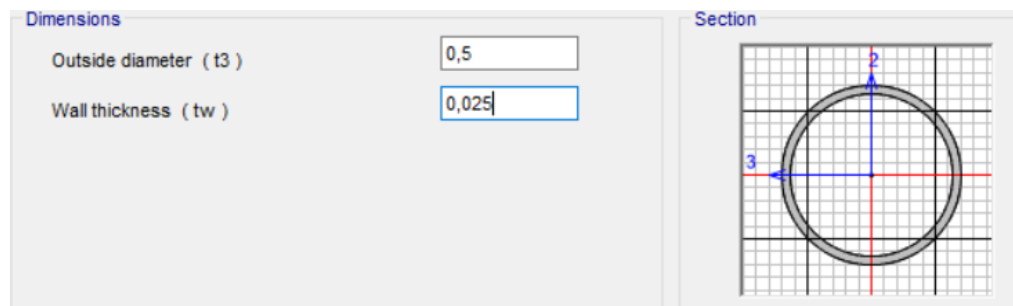 Dimensions
Outside diameter ( t3 )
0,5
Wall thickness ( tw )
0,025
Section
2
3